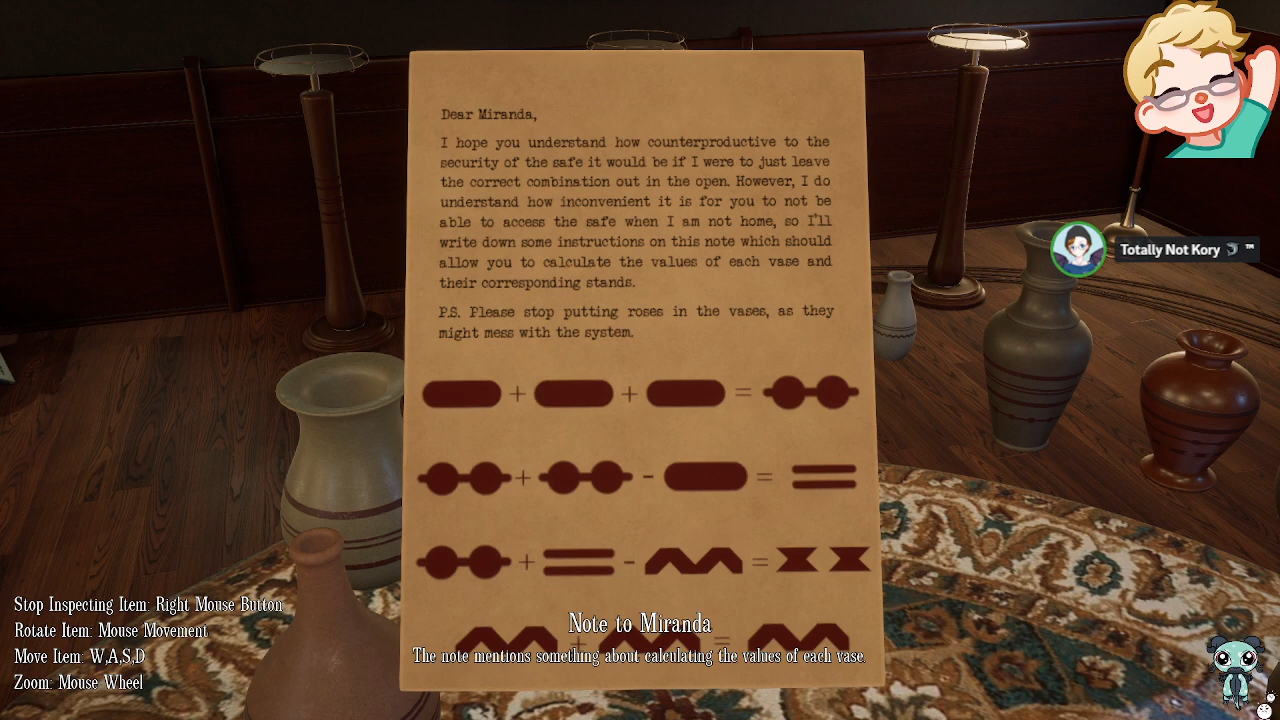 Dear Miranda,
I hope you understand how counterproductive to the
security of the safe it would be if I were to just leave
the correct combination out in the open. However, I do
understand how inconvenient it is for you to not be
able to access the safe when I am not home, so I'll
write down some instructions on this note which should
allow you to calculate the values of each vase and
their corresponding stands.
P.S. Please stop putting roses in the vases, as they
might mess with the system.
+ + =
+ - =
+ - =
+ =
Totally Not Kory ™
Stop Inspecting Item: Right Mouse Button
Rotate Item: Mouse Movement
Move Item: W,A,S,D
Zoom: Mouse Wheel
Note to Miranda
The note mentions something about calculating the values of each vase.